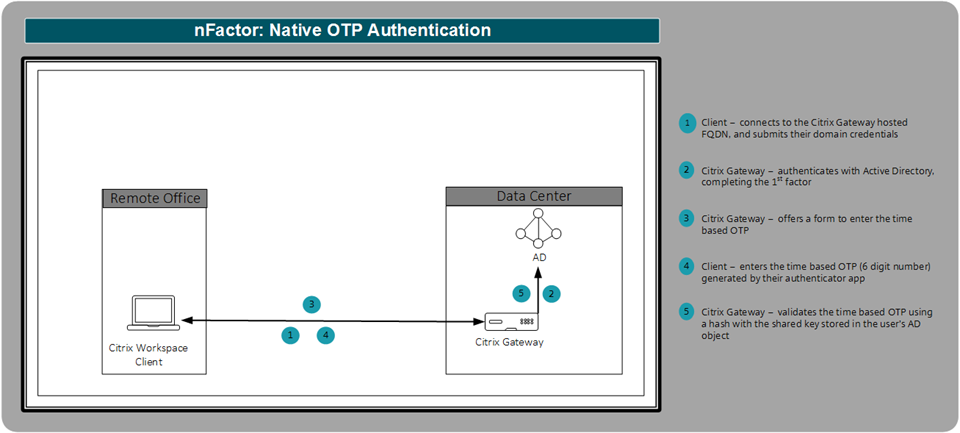 nFactor: Native OTP Authentication
Remote Office
Data Center
AD
5
2
3
1
4
Citrix Workspace
Client
Citrix Gateway
1 Client – connects to the Citrix Gateway hosted
FQDN, and submits their domain credentials
2 Citrix Gateway – authenticates with Active Directory,
completing the 1st factor
3 Citrix Gateway – offers a form to enter the time
based OTP
4 Client – enters the time based OTP (6 digit number)
generated by their authenticator app
5 Citrix Gateway – validates the time based OTP using
a hash with the shared key stored in the user's AD
object